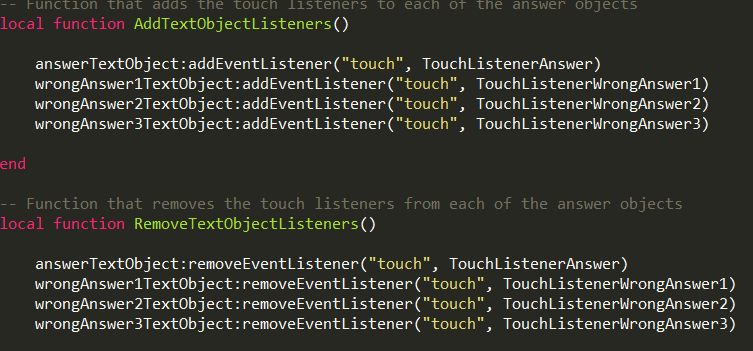 -- Function that adds the touch listeners to each of the answer objects
local function AddTextObjectListeners()
answerTextObject:addEventListener("touch", TouchListenerAnswer)
wrongAnswer1TextObject:addEventListener("touch", TouchListenerWrongAnswer1)
wrongAnswer2TextObject:addEventListener("touch", TouchListenerWrongAnswer2)
wrongAnswer3TextObject:addEventListener("touch", TouchListenerWrongAnswer3)
end
-- Function that removes the touch listeners from each of the answer objects
local function RemoveTextObjectListeners()
answerTextObject:removeEventListener("touch", TouchListenerAnswer)
wrongAnswer1TextObject:removeEventListener("touch", TouchListenerWrongAnswer1)
wrongAnswer2TextObject:removeEventListener("touch", TouchListenerWrongAnswer2)
wrongAnswer3TextObject:removeEventListener("touch", TouchListenerWrongAnswer3)